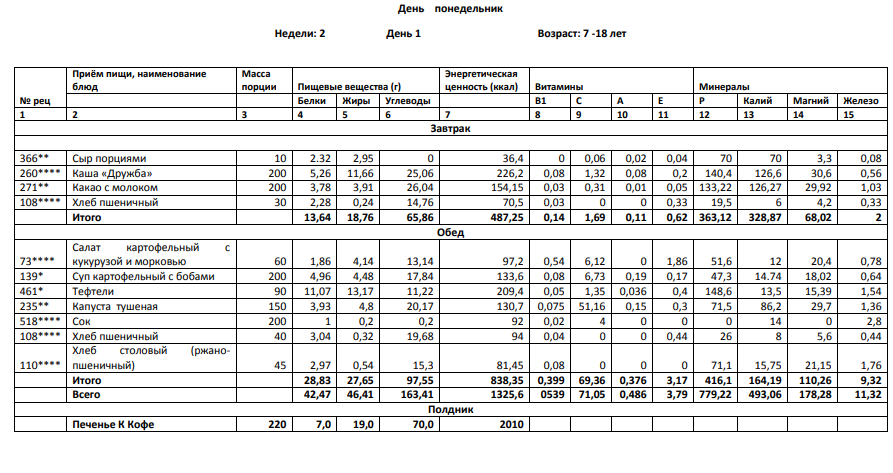 День понедельник
Недели: 2 День 1 Возраст: 7 -18 лет
№ рец Приём пищи, наименование блюд Масса порции Пищевые вещества (г) Энергетическая ценность (ккал) Витамины Минералы
Белки Жиры Углеводы В1 С А Е Р Калий Магний Железо
1 2 3 4 5 6 7 8 9 10 11 12 13 14 15
Завтрак
366** Сыр порциями 10 2.32 2,95 0 36,4 0 0,06 0,02 0,04 70 70 3,3 0,08
260**** Каша «Дружба» 200 5,26 11,66 25,06 226,2 0,08 1,32 0,08 0,2 140,4 126,6 30,6 0,56
271** Какао с молоком 200 3,78 3,91 26,04 154,15 0,03 0,31 0,01 0,05 133,22 126,27 29,92 1,03
108**** Хлеб пшеничный 30 2,28 0,24 14,76 70,5 0,03 0 0 0,33 19,5 6 4,2 0,33
Итого 13,64 18,76 65,86 487,25 0,14 1,69 0,11 0,62 363,12 328,87 68,02 2
Обед
Салат картофельный с
73**** кукурузой и морковью 60 1,86 4,14 13,14 97,2 0,54 6,12 0 1,86 51,6 12 20,4 0,78
139* Суп картофельный с бобами 200 4,96 4,48 17,84 133,6 0,08 6,73 0,19 0,17 47,3 14.74 18,02 0,64
461* Тефтели 90 11,07 13,17 11,22 209,4 0,05 1,35 0,036 0,4 148,6 13,5 15,39 1,54
235** Капуста тушеная 150 3,93 4,8 20,17 130,7 0,075 51,16 0,15 0,3 71,5 86,2 29,7 1,36
518**** Сок 200 1 0,2 0,2 92 0,02 4 0 0 0 14 0 2,8
108**** Хлеб пшеничный 40 3,04 0,32 19,68 94 0,04 0 0 0,44 26 8 5,6 0,44
Хлеб столовый (ржано-
110**** пшеничный) 45 2,97 0,54 15,3 81,45 0,08 0 0 0 71,1 15,75 21,15 1,76
Итого 28,83 27,65 97,55 838,35 0,399 69,36 0,376 3,17 416,1 164,19 110,26 9,32
Всего 42,47 46,41 163,41 1325,6 0539 71,05 0,486 3,79 779,22 493,06 178,28 11,32
Полдник
Печенье К Кофе 220 7,0 19,0 70,0 2010